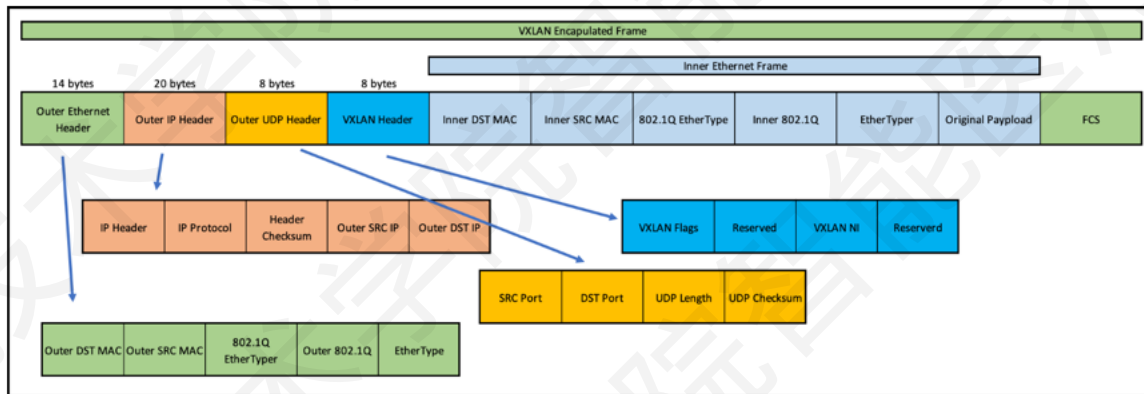 VXLAN Encapulated Frame
Inner Ethernet Frame
14 bytes
20 bytes
8 bytes
8 bytes
Outer Ethernet
Header
Outer IP Header
Outer UDP Header
VXLAN Header
Inner DST MAC
Inner SRC MAC
802.1Q EtherType
Inner 802.1Q
EtherTyper
Original Paypload
FCS
IP Header
IP Protocol
Header
Checksum
Outer SRC IP
Outer DST IP
VXLAN Flags
Reserved
VXLAN NI
Reserverd
SRC Port
DST Port
UDP Length
UDP Checksum
Outer DST MAC
Outer SRC MAC
802.1Q
EtherTyper
Outer 802.1Q
EtherType